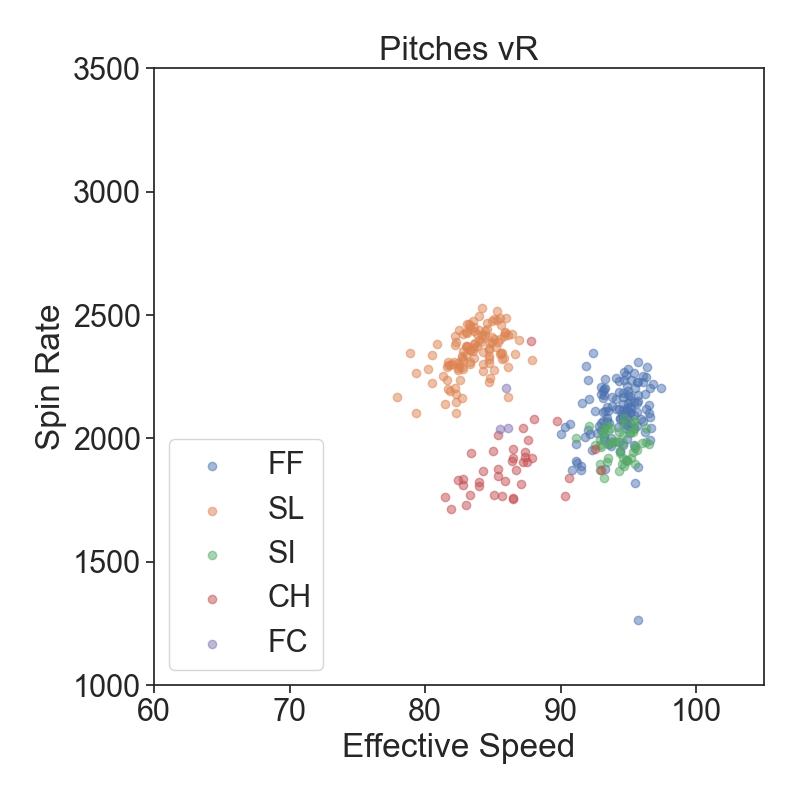 Pitches vR
3500
3000
2500
2000
1500
1000
Spin Rate
FF
SL
SI
CH
FC
60 70 80 90 100
Effective Speed